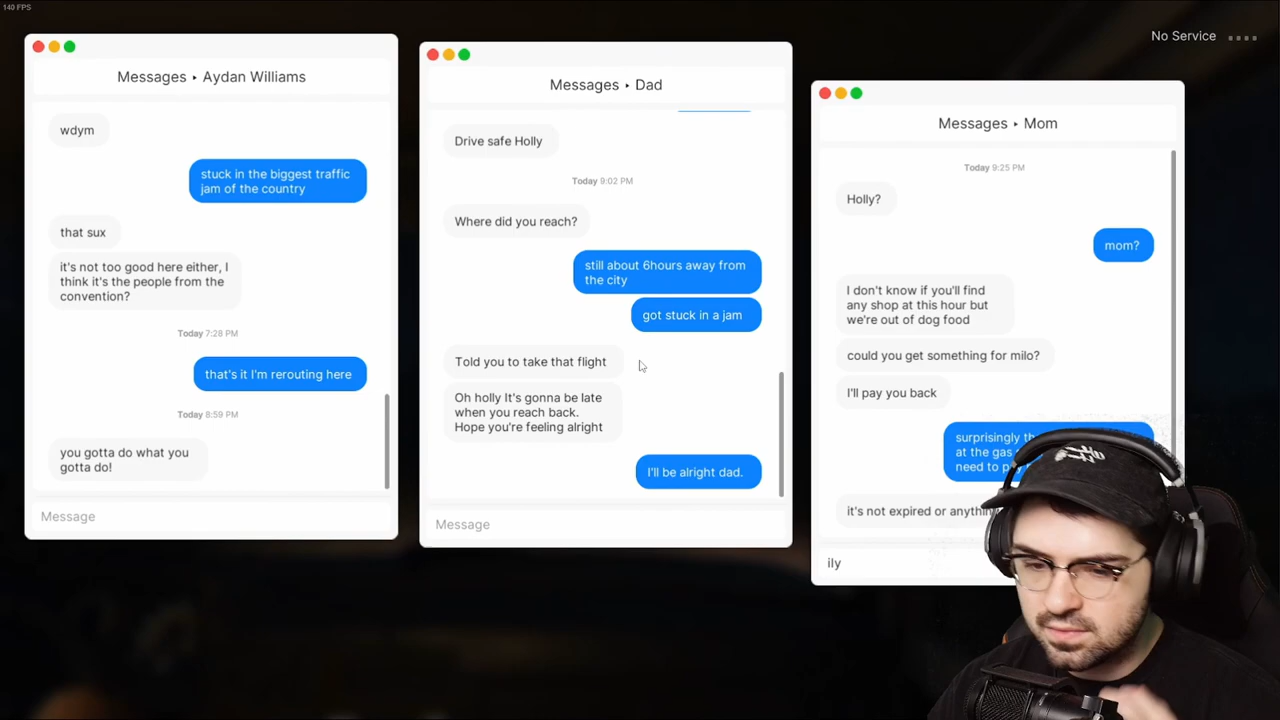 140 FPS
No Service
Messages ▸ Aydan Williams
wdym
stuck in the biggest traffic
jam of the country
that sux
it's not too good here either, I
think it's the people from the
convention?
Today 7:28 PM
that's it I'm rerouting here
Today 8:59 PM
you gotta do what you
gotta do!
Message
Messages ▸ Dad
Drive safe Holly
Today 9:02 PM
Where did you reach?
still about 6hours away from
the city
got stuck in a jam
Told you to take that flight
Oh holly It's gonna be late
when you reach back.
Hope you're feeling alright
I'll be alright dad.
Message
Messages ▸ Mom
Today 9:25 PM
Holly?
mom?
I don't know if you'll find
any shop at this hour but
we're out of dog food
could you get something for milo?
I'll pay you back
surprisingly
at the gas
need to
it's not expired or
ily